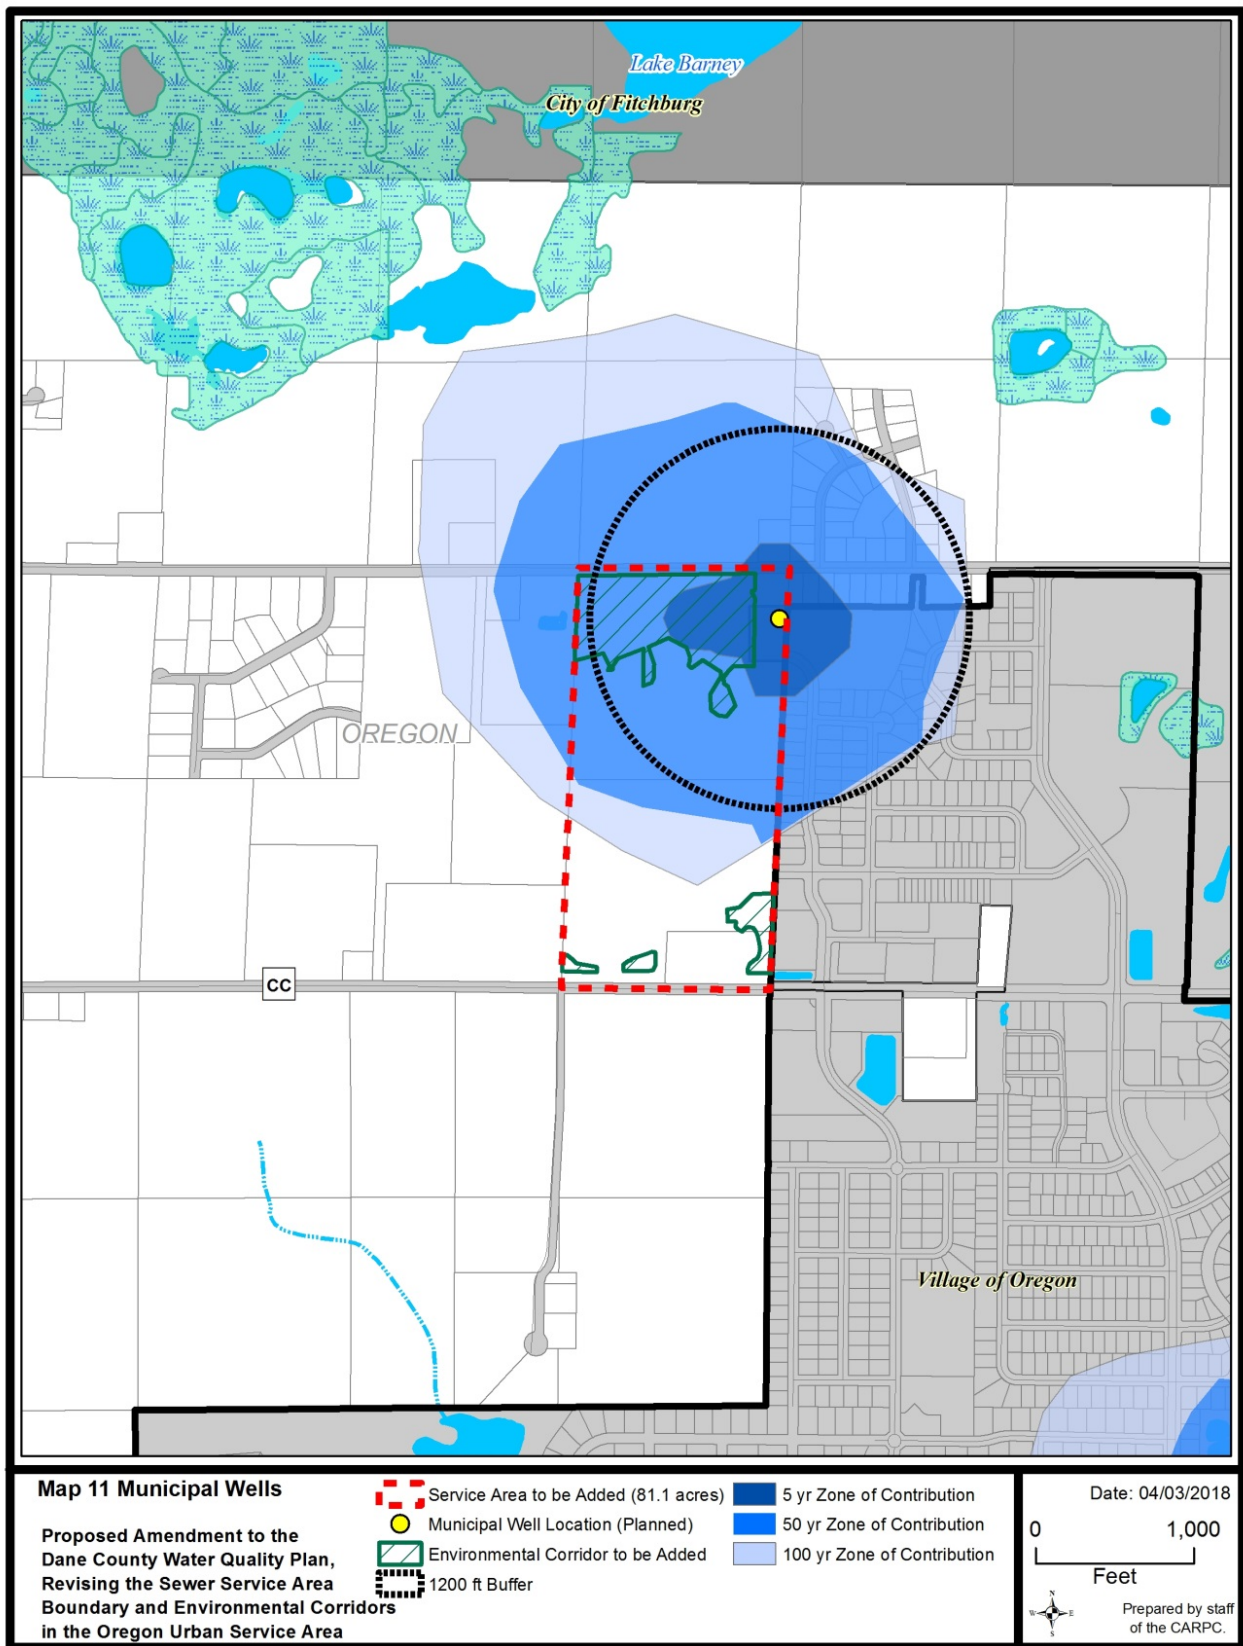 Lake Barney
City of Fitchburg
OREGON
CC
Village of Oregon
Map 11 Municipal Wells
Proposed Amendment to the
Dane County Water Quality Plan,
Revising the Sewer Service Area
Boundary and Environmental Corridors
in the Oregon Urban Service Area
Service Area to be Added (81.1 acres)
Municipal Well Location (Planned)
Environmental Corridor to be Added
1200 ft Buffer
5 yr Zone of Contribution
50 yr Zone of Contribution
100 yr Zone of Contribution
Date: 04/03/2018
0 1,000
Feet
N
W E
S
Prepared by staff
of the CARPC.